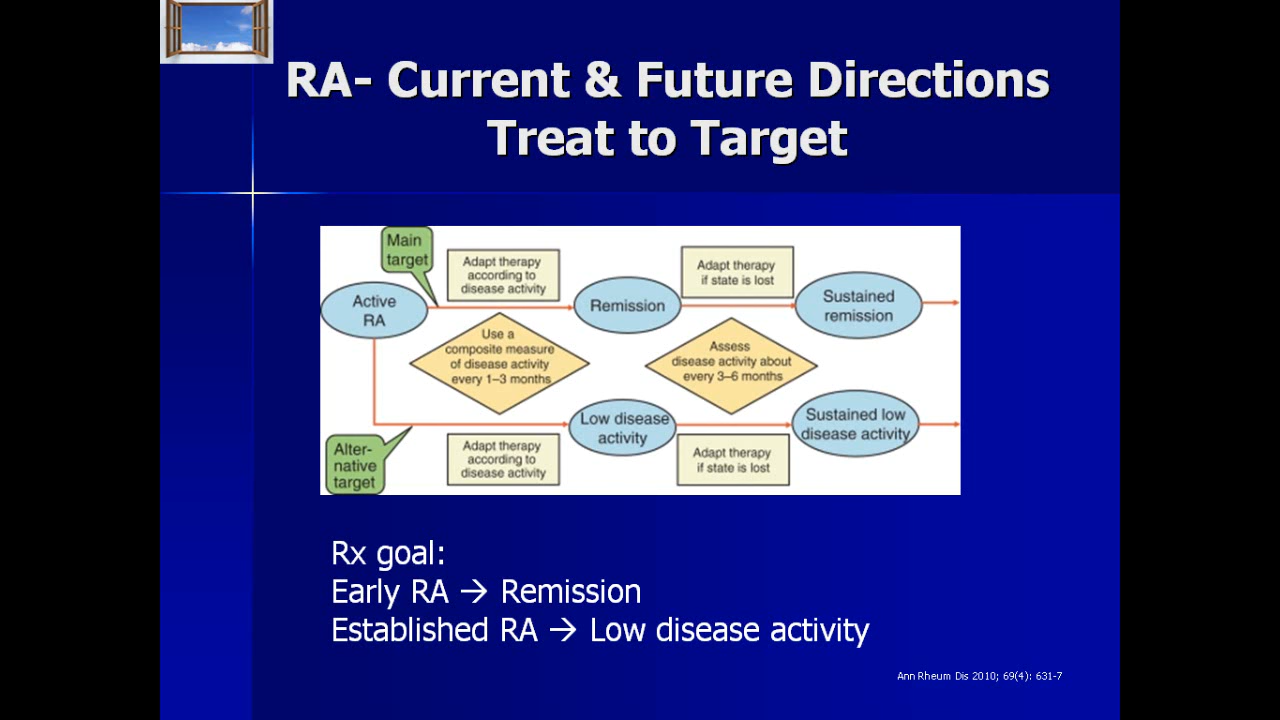 RA- Current & Future Directions
Treat to Target
Main
target
Adapt therapy
according to
disease activity
Adapt therapy
if state is lost
Active
RA
Remission
Sustained
remission
Use a
composite measure
of disease activity
every 1–3 months
Assess
disease activity about
every 3–6 months
Low disease
activity
Sustained low
disease activity
Alter-
native
target
Adapt therapy
according to
disease activity
Adapt therapy
if state is lost
Rx goal:
Early RA → Remission
Established RA → Low disease activity
Ann Rheum Dis 2010; 69(4): 631-7